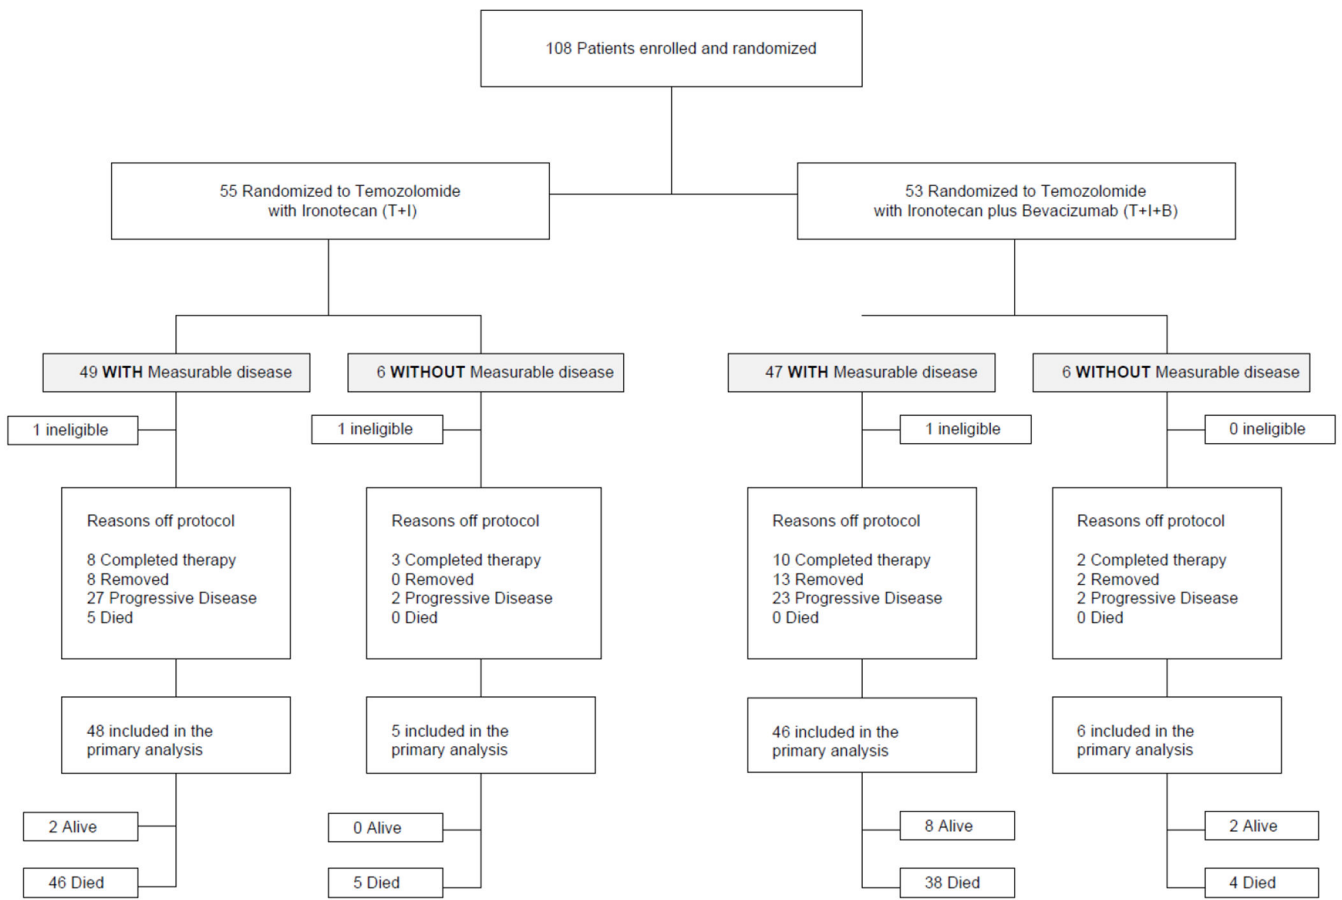 108 Patients enrolled and randomized
55 Randomized to Temozolomide
with Ironotecan (T+I)
53 Randomized to Temozolomide
with Ironotecan plus Bevacizumab (T+I+B)
49 WITH Measurable disease
6 WITHOUT Measurable disease
47 WITH Measurable disease
6 WITHOUT Measurable disease
1 ineligible
1 ineligible
1 ineligible
0 ineligible
Reasons off protocol
8 Completed therapy
8 Removed
27 Progressive Disease
5 Died
Reasons off protocol
3 Completed therapy
0 Removed
2 Progressive Disease
0 Died
Reasons off protocol
10 Completed therapy
13 Removed
23 Progressive Disease
0 Died
Reasons off protocol
2 Completed therapy
2 Removed
2 Progressive Disease
0 Died
48 included in the
primary analysis
5 included in the
primary analysis
46 included in the
primary analysis
6 included in the
primary analysis
2 Alive
0 Alive
8 Alive
2 Alive
46 Died
5 Died
38 Died
4 Died